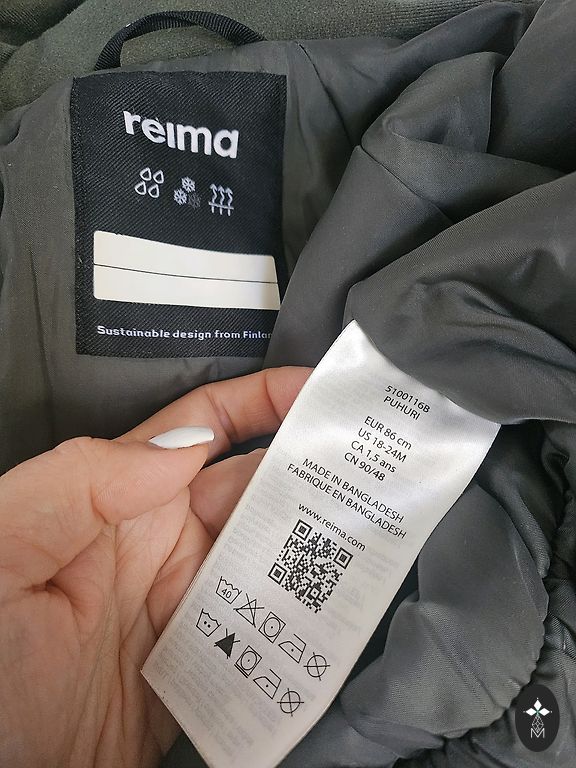 reima
Sustainable design from Finlan
5100116B
PUHURI
EUR 86 cm
US 18-24M
CA 1,5 ans
CN 90/48
MADE IN BANGLADESH
FABRIQUE EN BANGLADESH
www.reima.com
40